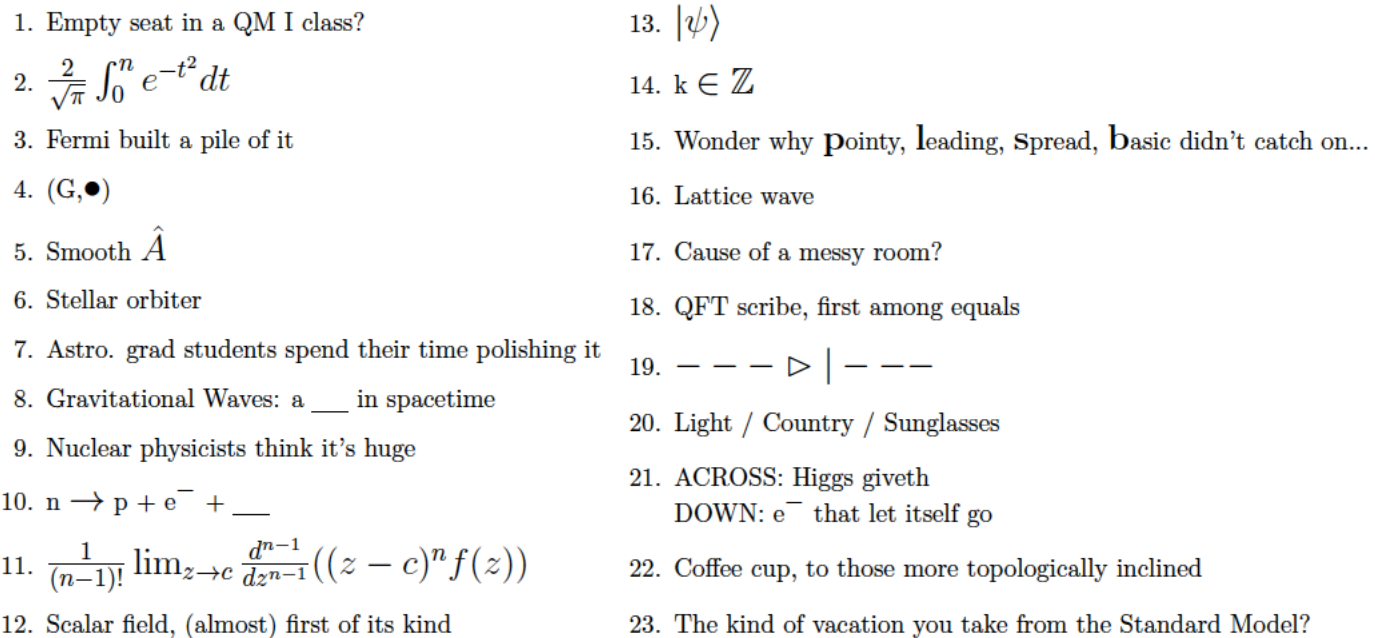 1. Empty seat in a QM I class?
2. \frac{2}{\sqrt{\pi}} \int_0^n e^{-t^2} dt
3. Fermi built a pile of it
4. (G,●)
5. Smooth Â
6. Stellar orbiter
7. Astro. grad students spend their time polishing it
8. Gravitational Waves: a ___ in spacetime
9. Nuclear physicists think it's huge
10. n → p + e⁻ + ___
11. \frac{1}{(n-1)!} \lim_{z→c} \frac{d^{n-1}}{dz^{n-1}}((z − c)^n f(z))
12. Scalar field, (almost) first of its kind
13. |ψ⟩
14. k ∈ ℤ
15. Wonder why pointy, leading, spread, basic didn't catch on...
16. Lattice wave
17. Cause of a messy room?
18. QFT scribe, first among equals
19. − − − ▷ | − −−
20. Light / Country / Sunglasses
21. ACROSS: Higgs giveth
DOWN: e⁻ that let itself go
22. Coffee cup, to those more topologically inclined
23. The kind of vacation you take from the Standard Model?